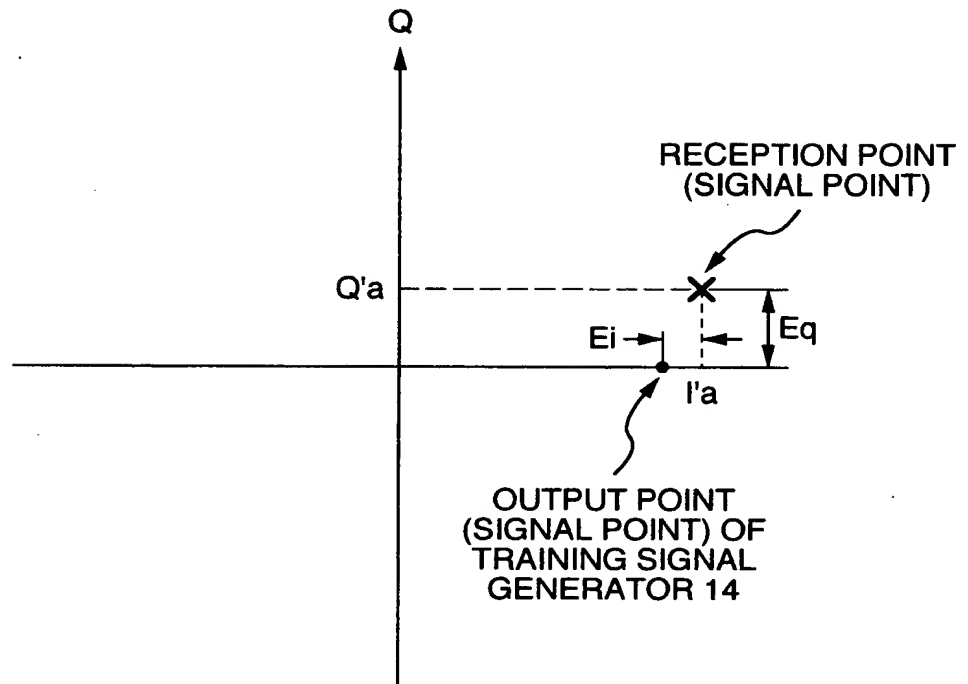 Q
RECEPTION POINT
(SIGNAL POINT)
Q'a
Ei
Eq
I'a
OUTPUT POINT
(SIGNAL POINT) OF
TRAINING SIGNAL
GENERATOR 14